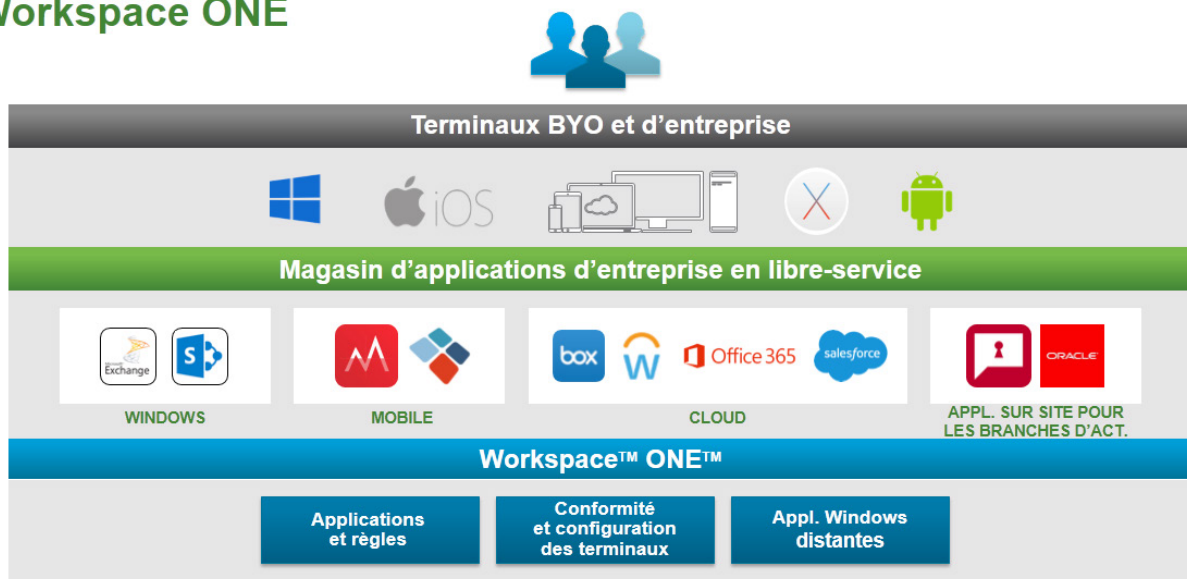 Workspace ONE
Terminaux BYO et d’entreprise
iOS
Magasin d’applications d’entreprise en libre-service
Microsoft
Exchange
S
box
Office 365
salesforce
ORACLE
WINDOWS
MOBILE
CLOUD
APPL. SUR SITE POUR
LES BRANCHES D’ACT.
Workspace™ ONE™
Applications
et règles
Conformité
et configuration
des terminaux
Appl. Windows
distantes